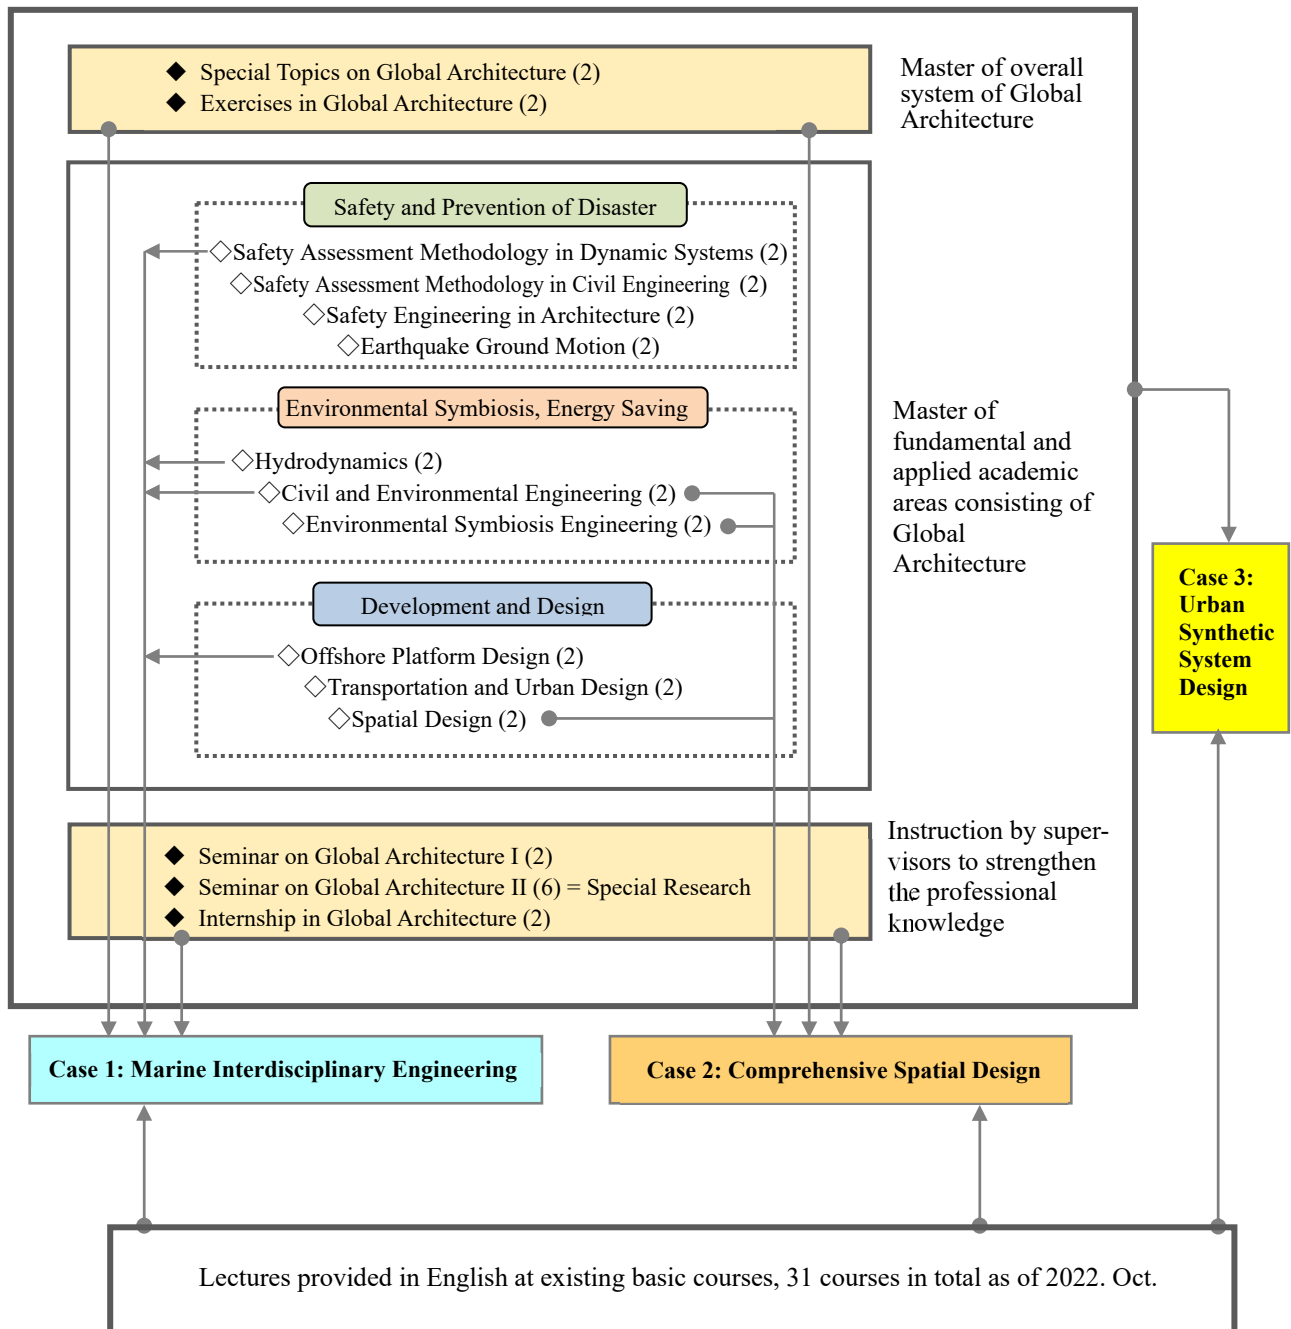 ◆ Special Topics on Global Architecture (2)
◆ Exercises in Global Architecture (2)
Master of overall
system of Global
Architecture
Safety and Prevention of Disaster
◇Safety Assessment Methodology in Dynamic Systems (2)
◇Safety Assessment Methodology in Civil Engineering (2)
◇Safety Engineering in Architecture (2)
◇Earthquake Ground Motion (2)
Environmental Symbiosis, Energy Saving
◇Hydrodynamics (2)
◇Civil and Environmental Engineering (2)
◇Environmental Symbiosis Engineering (2)
Master of
fundamental and
applied academic
areas consisting of
Global
Architecture
Development and Design
◇Offshore Platform Design (2)
◇Transportation and Urban Design (2)
◇Spatial Design (2)
Case 3:
Urban
Synthetic
System
Design
◆ Seminar on Global Architecture I (2)
◆ Seminar on Global Architecture II (6) = Special Research
◆ Internship in Global Architecture (2)
Instruction by super-
visors to strengthen
the professional
knowledge
Case 1: Marine Interdisciplinary Engineering
Case 2: Comprehensive Spatial Design
Lectures provided in English at existing basic courses, 31 courses in total as of 2022. Oct.